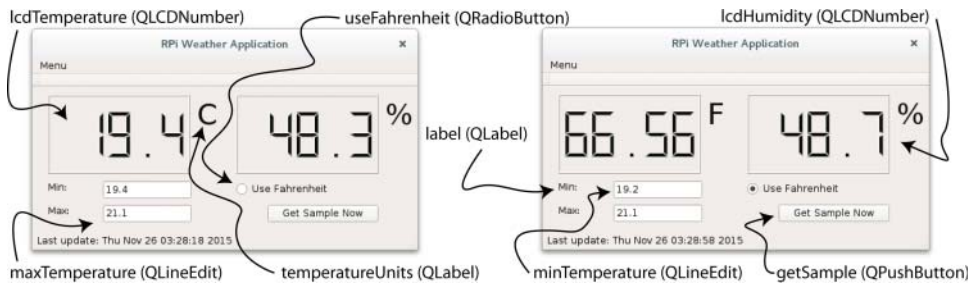 lcdTemperature (QLCDNumber)
useFahrenheit (QRadioButton)
lcdHumidity (QLCDNumber)
RPi Weather Application ×
Menu
19.4 C 48.3 %
Min: 19.4 Use Fahrenheit
Max: 21.1 Get Sample Now
Last update: Thu Nov 26 03:28:18 2015
label (QLabel)
RPi Weather Application ×
Menu
66.56 F 48.7 %
Min: 19.2 Use Fahrenheit
Max: 21.1 Get Sample Now
Last update: Thu Nov 26 03:28:58 2015
maxTemperature (QLineEdit)
temperatureUnits (QLabel)
minTemperature (QLineEdit)
getSample (QPushButton)